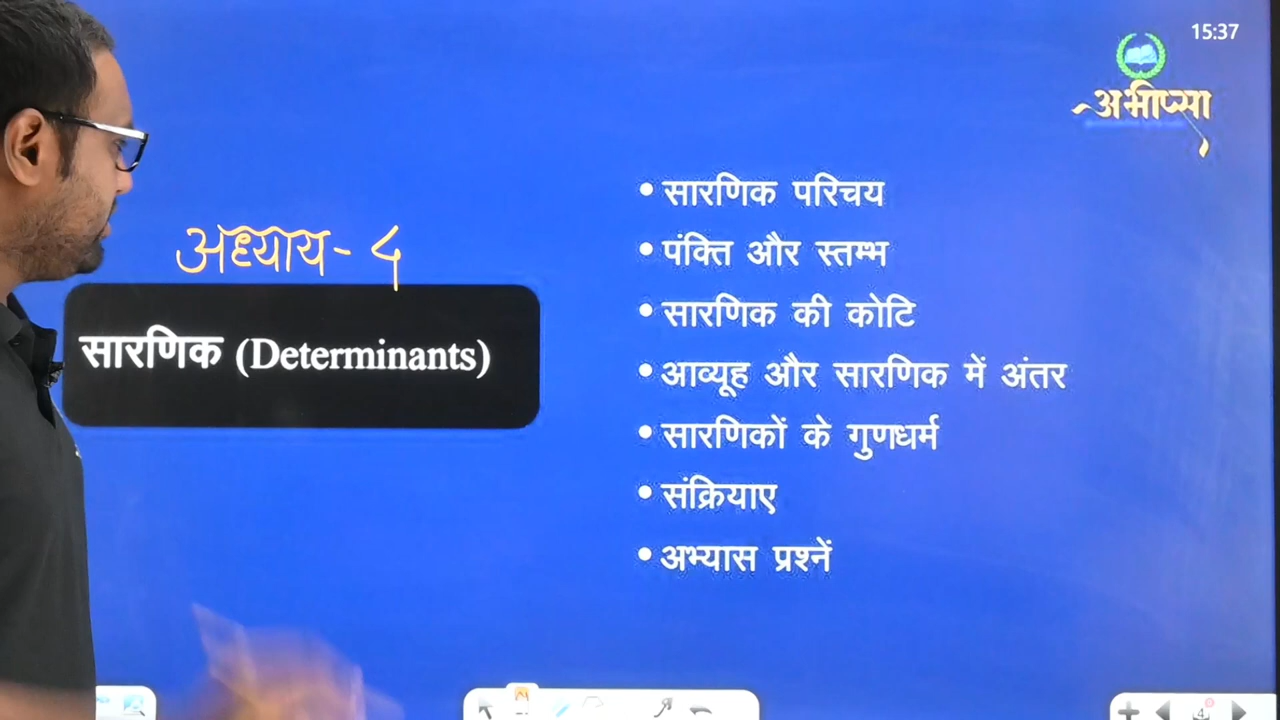 15:37
अभीप्सा
अध्याय- 4
सारणिक (Determinants)
• सारणिक परिचय
• पंक्ति और स्तम्भ
• सारणिक की कोटि
• आव्यूह और सारणिक में अंतर
• सारणिकों के गुणधर्म
• संक्रियाए
• अभ्यास प्रश्नें
4